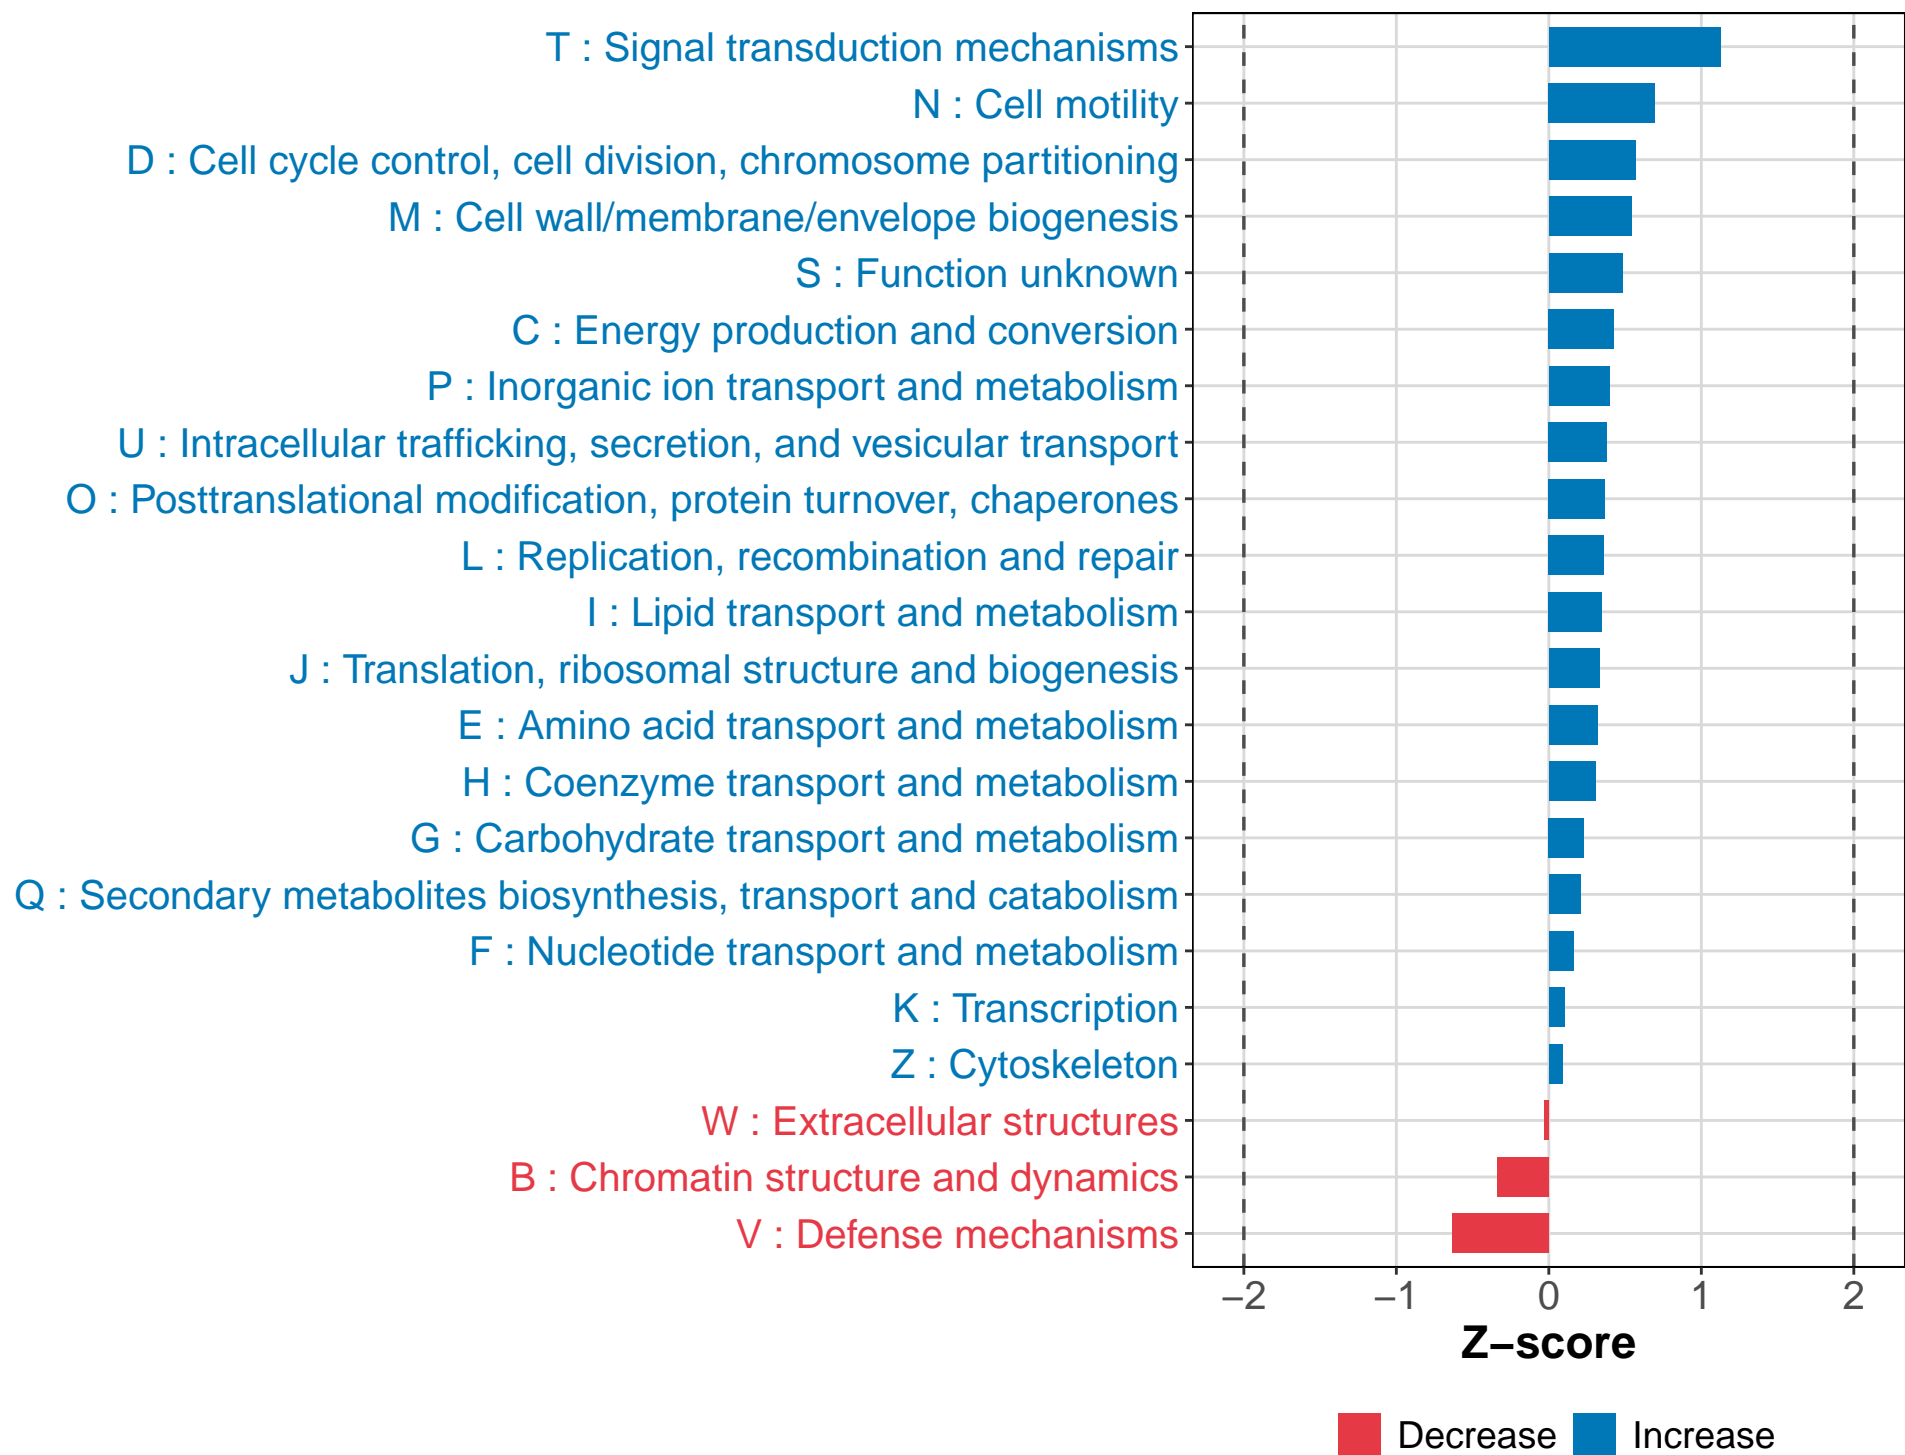 T : Signal transduction mechanisms
N : Cell motility
D : Cell cycle control, cell division, chromosome partitioning
M : Cell wall/membrane/envelope biogenesis
S : Function unknown
C : Energy production and conversion
P : Inorganic ion transport and metabolism
U : Intracellular trafficking, secretion, and vesicular transport
O : Posttranslational modification, protein turnover, chaperones
L : Replication, recombination and repair
I : Lipid transport and metabolism
J : Translation, ribosomal structure and biogenesis
E : Amino acid transport and metabolism
H : Coenzyme transport and metabolism
G : Carbohydrate transport and metabolism
Q : Secondary metabolites biosynthesis, transport and catabolism
F : Nucleotide transport and metabolism
K : Transcription
Z : Cytoskeleton
W : Extracellular structures
B : Chromatin structure and dynamics
V : Defense mechanisms
−2 −1 0 1 2
Z−score
Decrease Increase